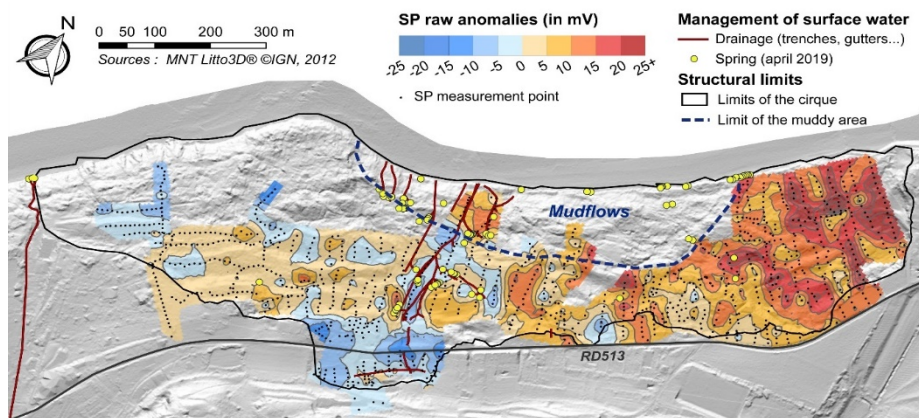 N
0 50 100 200 300 m
Sources : MNT Litto3D® ©IGN, 2012
SP raw anomalies (in mV)
-25 -20 -15 -10 -5 0 5 10 15 20 25+
SP measurement point
Management of surface water
Drainage (trenches, gutters...)
Spring (april 2019)
Structural limits
Limits of the cirque
Limit of the muddy area
Mudflows
RD513